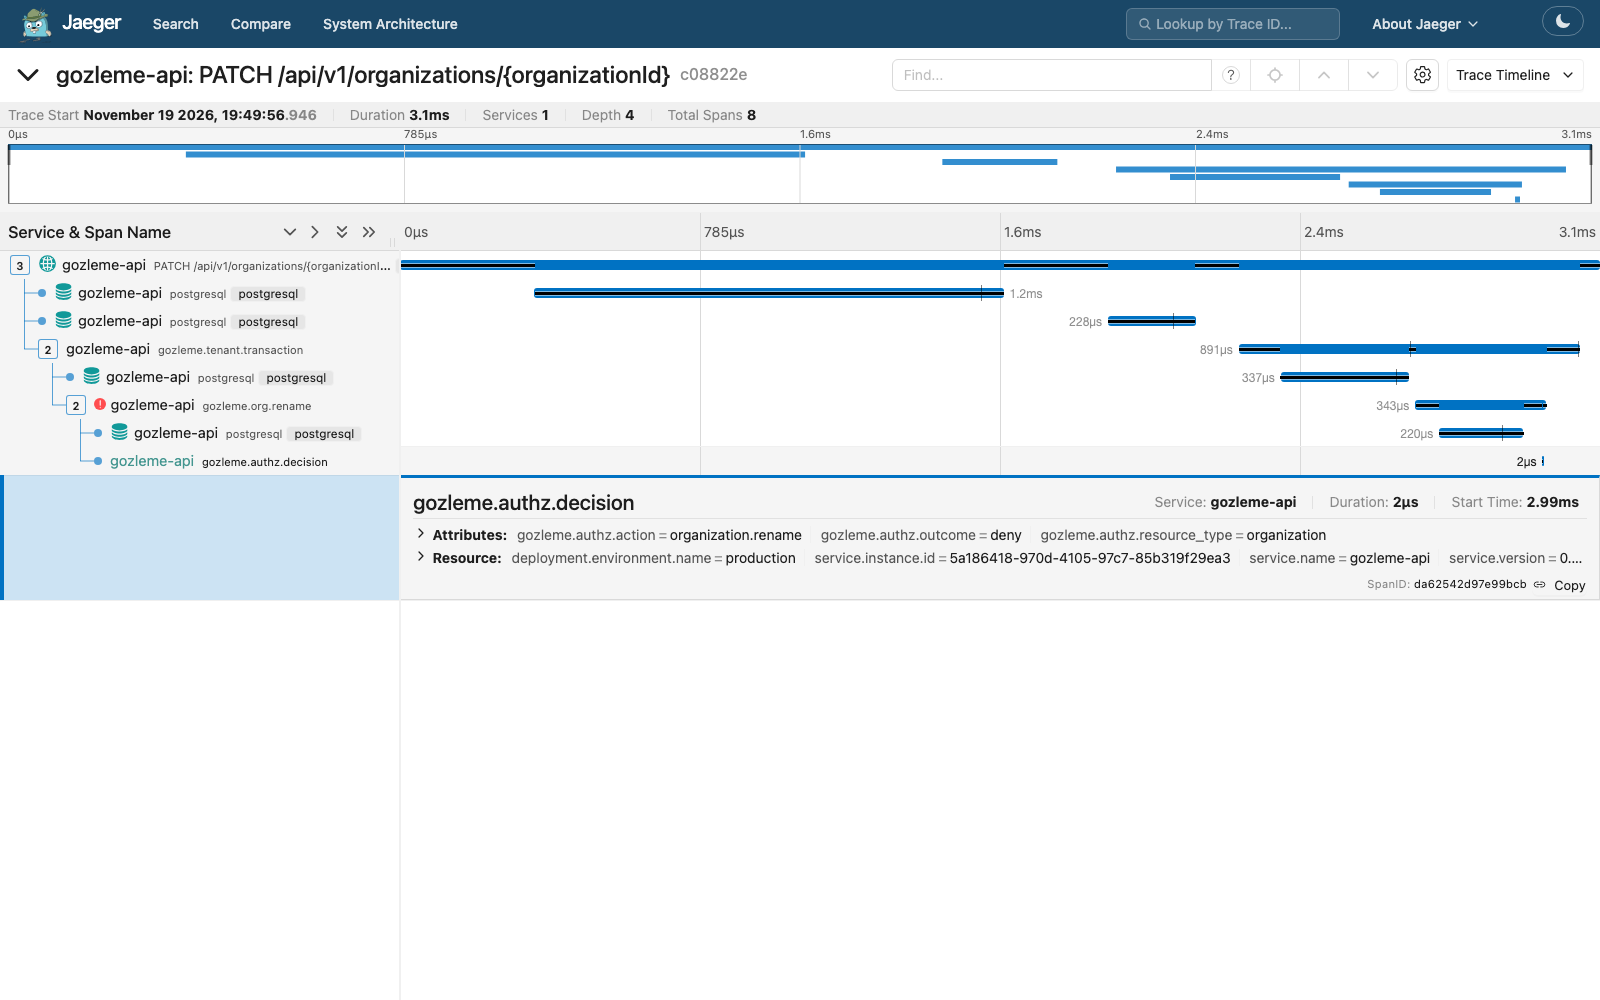 Jaeger
Search
Compare
System Architecture
Lookup by Trace ID...
About Jaeger
gozleme-api: PATCH /api/v1/organizations/{organizationId} c08822e
Find...
?
Trace Timeline
Trace Start November 19 2026, 19:49:56.946
Duration 3.1ms
Services 1
Depth 4
Total Spans 8
0μs
785μs
1.6ms
2.4ms
3.1ms
Service & Span Name
0μs
785μs
1.6ms
2.4ms
3.1ms
3 gozleme-api PATCH /api/v1/organizations/{organizationI...
gozleme-api postgresql postgresql
1.2ms
gozleme-api postgresql postgresql
228μs
2 gozleme-api gozleme.tenant.transaction
891μs
gozleme-api postgresql postgresql
337μs
2 ! gozleme-api gozleme.org.rename
343μs
gozleme-api postgresql postgresql
220μs
gozleme-api gozleme.authz.decision
2μs
gozleme.authz.decision
Service: gozleme-api
Duration: 2μs
Start Time: 2.99ms
Attributes: gozleme.authz.action = organization.rename gozleme.authz.outcome = deny gozleme.authz.resource_type = organization
Resource: deployment.environment.name = production service.instance.id = 5a186418-970d-4105-97c7-85b319f29ea3 service.name = gozleme-api service.version = 0....
SpanID: da62542d97e99bcb Copy